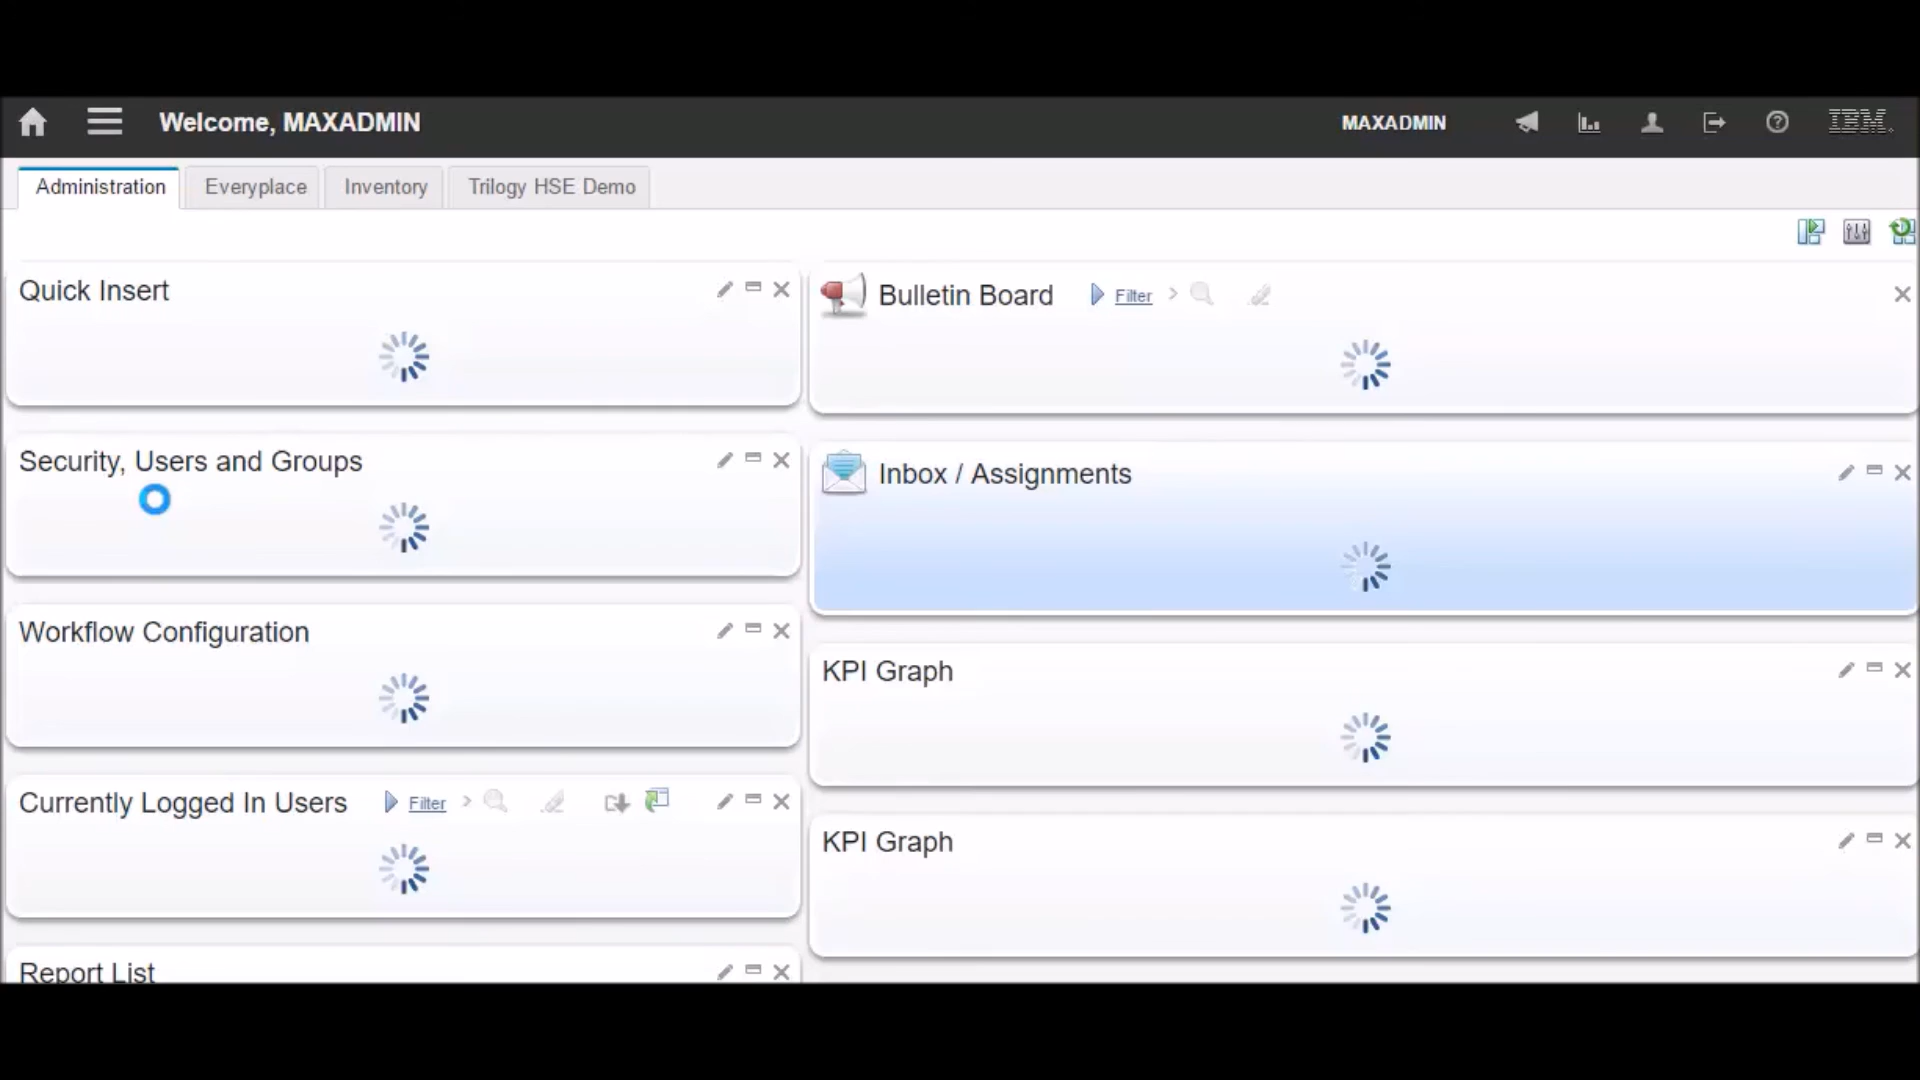 Welcome, MAXADMIN
MAXADMIN
IBM.
Administration
Everyplace
Inventory
Trilogy HSE Demo
Quick Insert
Bulletin Board
Filter
Security, Users and Groups
Inbox / Assignments
Workflow Configuration
KPI Graph
Currently Logged In Users
Filter
KPI Graph
Report List